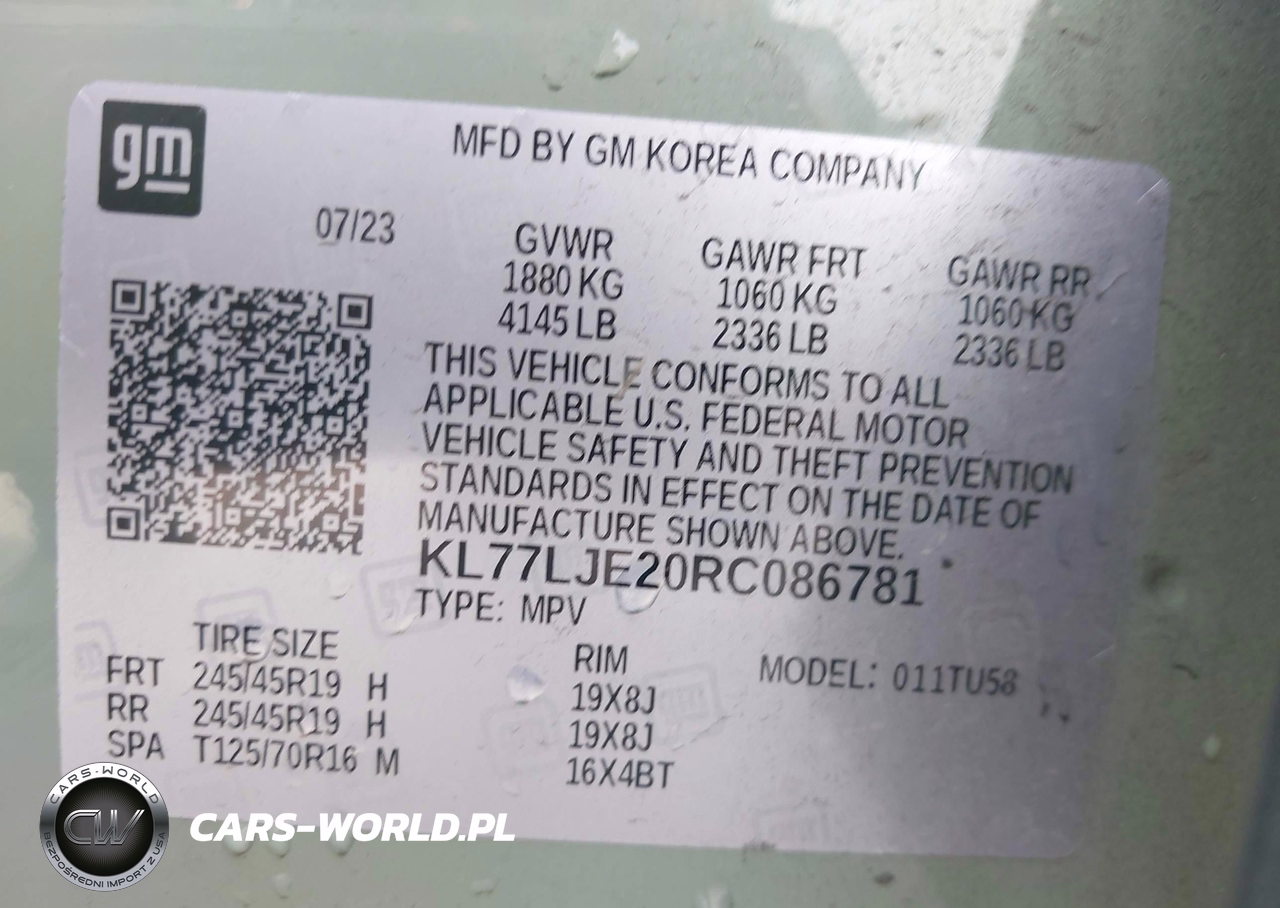 gm
MFD BY GM KOREA COMPANY
07/23
GVWR GAWR FRT GAWR RR
1880 KG 1060 KG 1060 KG
4145 LB 2336 LB 2336 LB
THIS VEHICLE CONFORMS TO ALL
APPLICABLE U.S. FEDERAL MOTOR
VEHICLE SAFETY AND THEFT PREVENTION
STANDARDS IN EFFECT ON THE DATE OF
MANUFACTURE SHOWN ABOVE.
KL77LJE20RC086781
TYPE: MPV
TIRE SIZE RIM MODEL: 011TU58
FRT 245/45R19 H 19X8J
RR 245/45R19 H 19X8J
SPA T125/70R16 M 16X4BT
CARS-WORLD
CW
BEZPOŚREDNI IMPORT Z USA
CARS-WORLD.PL